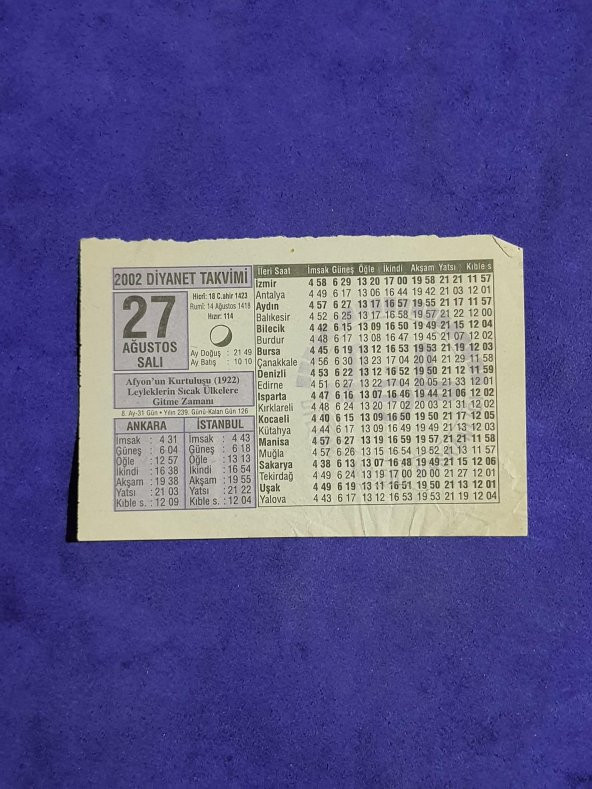 2002 DİYANET TAKVİMİ
27
AĞUSTOS
SALI
Hicrî: 18 C.ahir 1423
Rumî: 14 Ağustos 1418
Hızır: 114
Ay Doğuş : 21 49
Ay Batış : 10 10
Afyon'un Kurtuluşu (1922)
Leyleklerin Sıcak Ülkelere
Gitme Zamanı
8. Ay-31 Gün • Yılın 239. Günü-Kalan Gün 126
ANKARA
İmsak : 4 31
Güneş : 6 04
Öğle : 12 57
İkindi : 16 38
Akşam : 19 38
Yatsı : 21 03
Kıble s. : 12 09
İSTANBUL
İmsak : 4 43
Güneş : 6 18
Öğle : 13 13
İkindi : 16 54
Akşam : 19 55
Yatsı : 21 22
Kıble s. : 12 04
İleri Saat İmsak Güneş Öğle İkindi Akşam Yatsı Kıble s
İzmir 4 58 6 29 13 20 17 00 19 58 21 21 11 57
Antalya 4 49 6 17 13 06 16 44 19 42 21 03 12 01
Aydın 4 57 6 27 13 17 16 57 19 55 21 17 11 57
Balıkesir 4 52 6 25 13 17 16 58 19 57 21 22 12 00
Bilecik 4 42 6 15 13 09 16 50 19 49 21 15 12 04
Burdur 4 48 6 17 13 08 16 47 19 45 21 07 12 02
Bursa 4 45 6 19 13 12 16 53 19 53 21 19 12 03
Çanakkale 4 56 6 30 13 23 17 04 20 04 21 29 11 58
Denizli 4 53 6 22 13 12 16 51 19 50 21 12 11 59
Edirne 4 51 6 27 13 22 17 04 20 04 21 31 12 01
Isparta 4 47 6 16 13 07 16 46 19 44 21 06 12 02
Kırklareli 4 48 6 24 13 20 17 02 20 03 21 31 12 02
Kocaeli 4 40 6 15 13 09 16 50 19 50 21 17 12 05
Kütahya 4 44 6 17 13 09 16 49 19 49 21 13 12 03
Manisa 4 57 6 27 13 19 16 59 19 57 21 21 11 58
Muğla 4 57 6 26 13 15 16 53 19 51 21 12 11 58
Sakarya 4 38 6 13 13 07 16 48 19 49 21 15 12 06
Tekirdağ 4 49 6 24 13 19 17 00 20 00 21 27 12 01
Uşak 4 49 6 19 13 11 16 51 19 50 21 13 12 01
Yalova 4 43 6 17 13 12 16 53 19 53 21 19 12 04